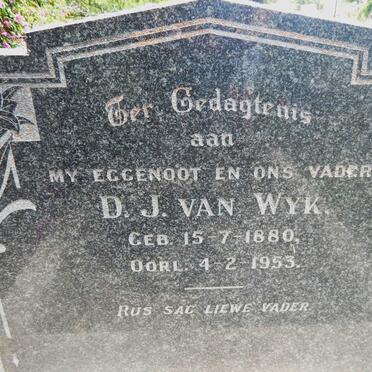 Ter Gedagtenis
aan
MY EGGENOOT EN ONS VADER
D. J. VAN WYK.
GEB. 15-7-1880,
OORL. 4-2-1953.
RUS SAG LIEWE VADER.